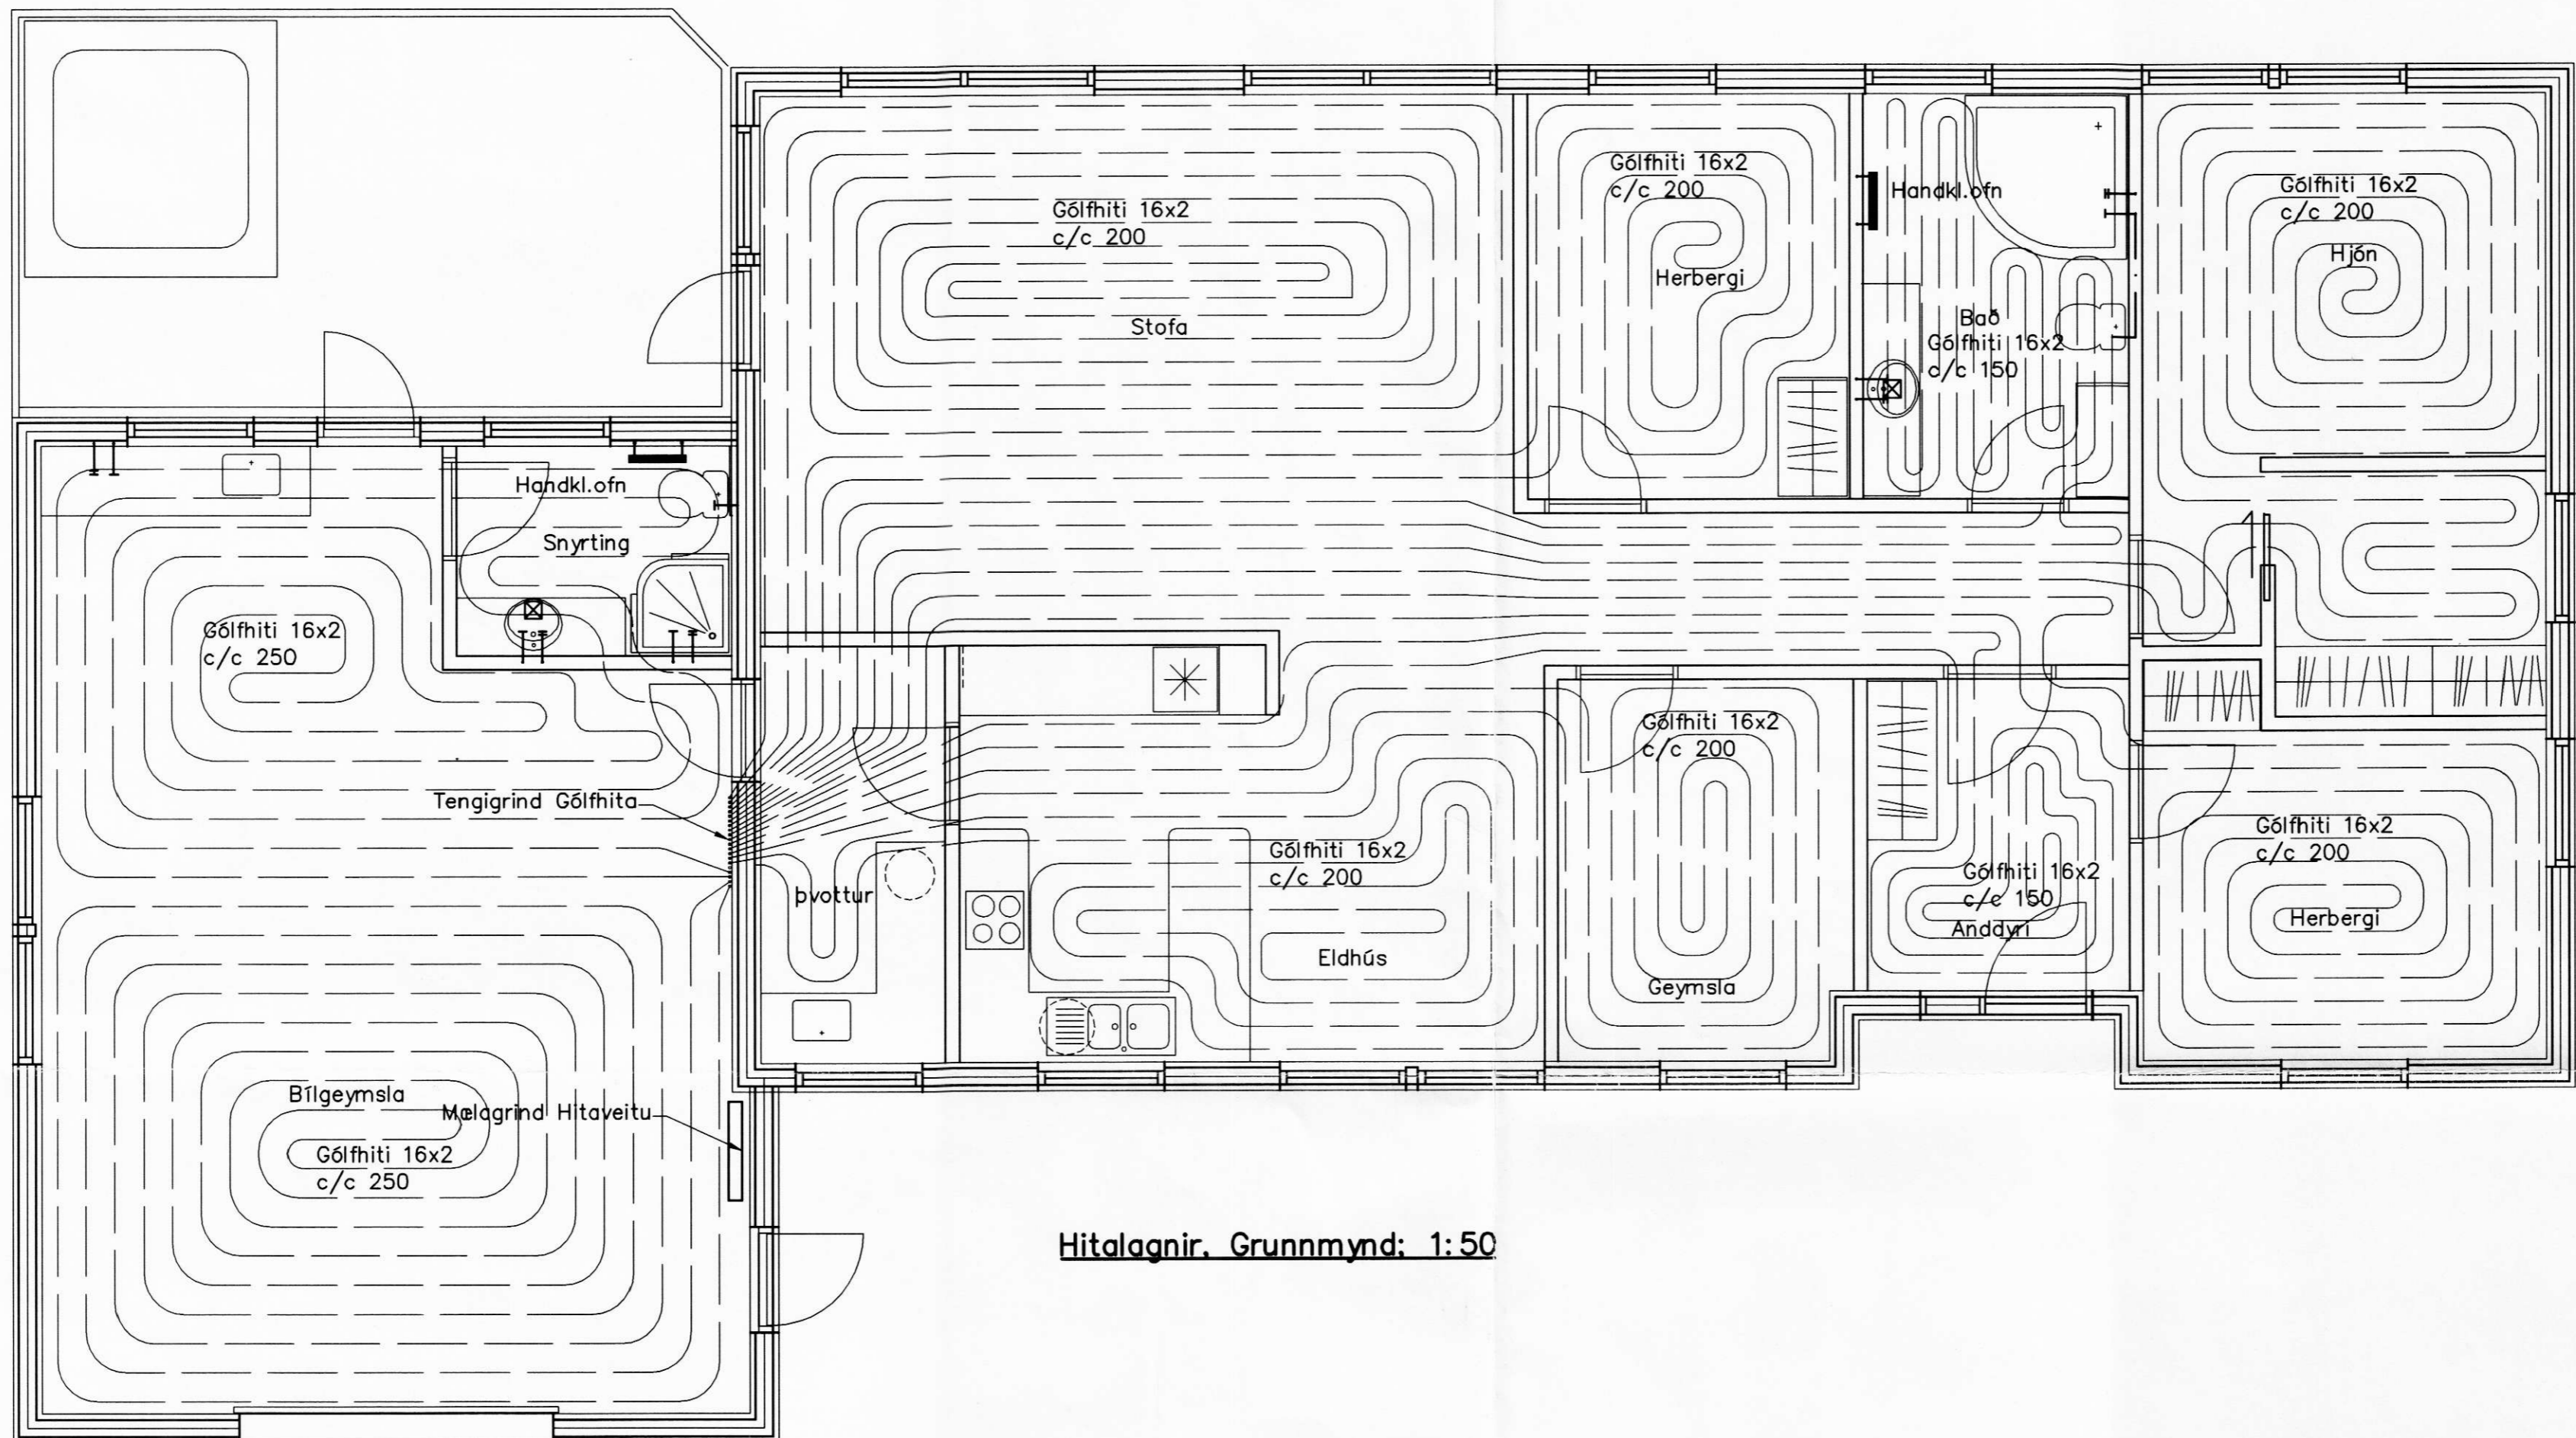 Gólfhiti 16x2
c/c 200
Stofa
Gólfhiti 16x2
c/c 200
Herbergi
Handkl.ofn
Bað
Gólfhiti 16x2
c/c 150
Gólfhiti 16x2
c/c 200
Hjón
Handkl.ofn
Snyrting
Gólfhiti 16x2
c/c 250
Tengigrind Gólfhita
Þvottur
Gólfhiti 16x2
c/c 200
Eldhús
Gólfhiti 16x2
c/c 200
Geymsla
Gólfhiti 16x2
c/c 150
Anddyri
Gólfhiti 16x2
c/c 200
Herbergi
Bílgeymsla
Mælagrind Hitaveitu
Gólfhiti 16x2
c/c 250
Hitalagnir, Grunnmynd; 1:50